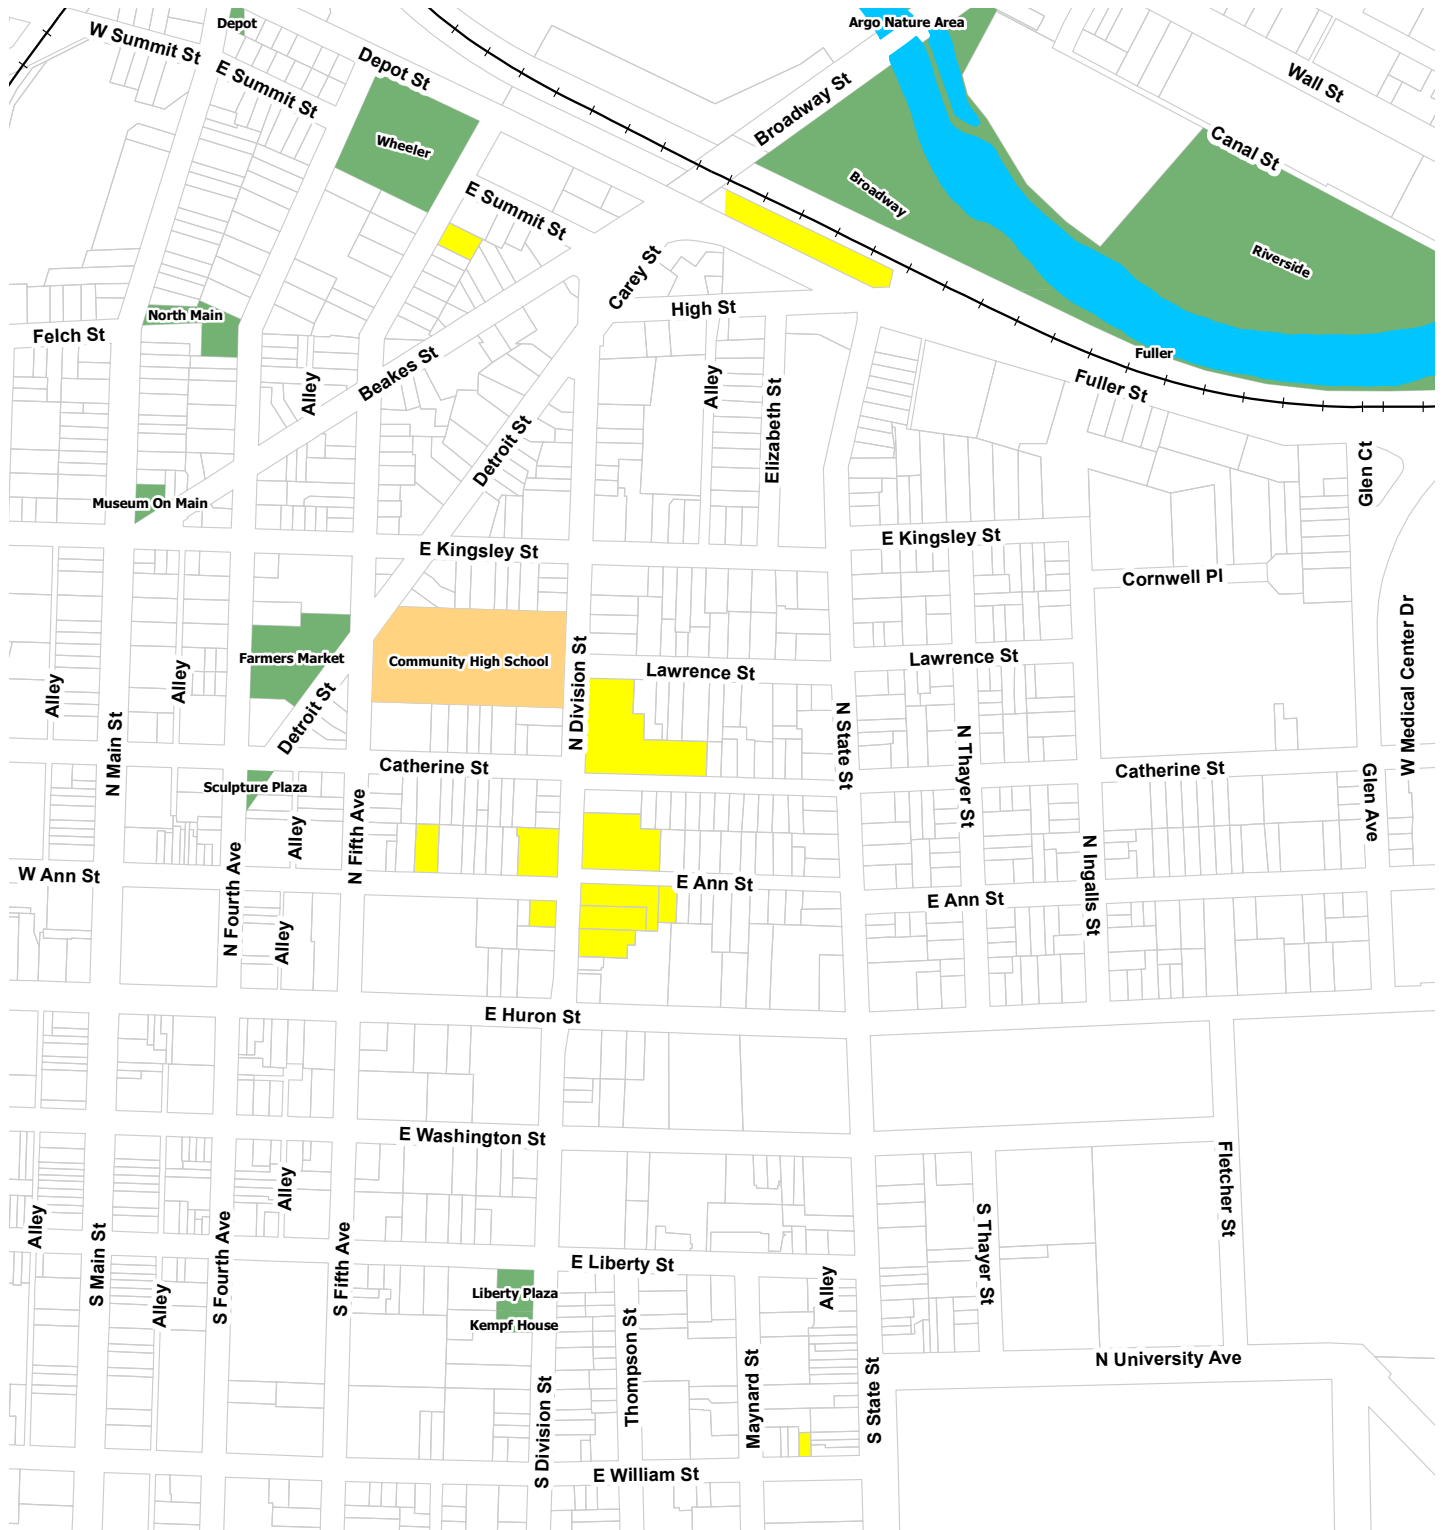 Depot
Argo Nature Area
W Summit St
Depot St
E Summit St
Wall St
Broadway St
Wheeler
Canal St
Broadway
E Summit St
Riverside
Carey St
High St
North Main
Felch St
Fuller
Beakes St
Fuller St
Alley
Alley
Elizabeth St
Detroit St
Glen Ct
Museum On Main
E Kingsley St
E Kingsley St
Cornwell Pl
Farmers Market
Community High School
Lawrence St
Lawrence St
W Medical Center Dr
N Division St
Alley
Alley
Detroit St
N Main St
N State St
N Thayer St
Catherine St
Catherine St
Sculpture Plaza
Glen Ave
Alley
N Fifth Ave
W Ann St
N Fourth Ave
E Ann St
E Ann St
N Ingalls St
Alley
E Huron St
E Washington St
Alley
Alley
Fletcher St
S Main St
S Fourth Ave
S Fifth Ave
S Thayer St
E Liberty St
Alley
Alley
Liberty Plaza
Kempf House
Thompson St
N University Ave
Maynard St
S State St
S Division St
E William St